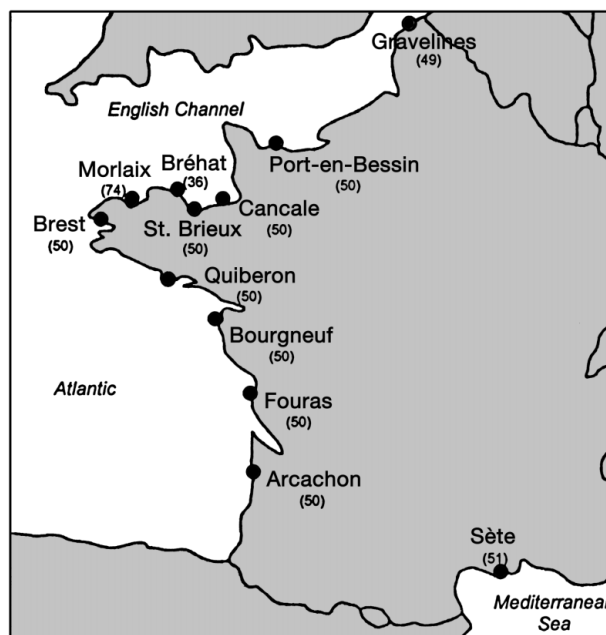 Gravelines
(49)
English Channel
Port-en-Bessin
(50)
Bréhat
(36)
Morlaix
(74)
Cancale
(50)
Brest
(50)
St. Brieux
(50)
Quiberon
(50)
Bourgneuf
(50)
Atlantic
Fouras
(50)
Arcachon
(50)
Sète
(51)
Mediterranean
Sea